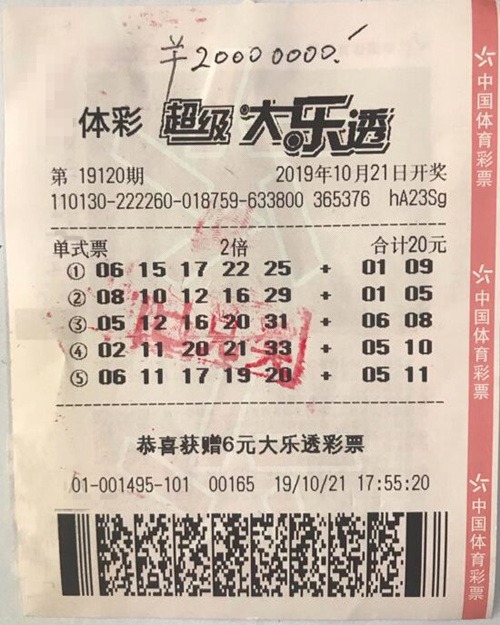 ￥20000000.
体彩 超级大乐透
第 19120期 2019年10月21日开奖
110130-222260-018759-633800 365376 hA23Sg
单式票 2倍 合计20元
① 06 15 17 22 25 + 01 09
② 08 10 12 16 29 + 01 05
③ 05 12 16 20 31 + 06 08
④ 02 11 20 21 33 + 05 10
⑤ 06 11 17 19 20 + 05 11
恭喜获赠6元大乐透彩票
01-001495-101 00165 19/10/21 17:55:20
中国体育彩票
中国体育彩票
中国体育彩票